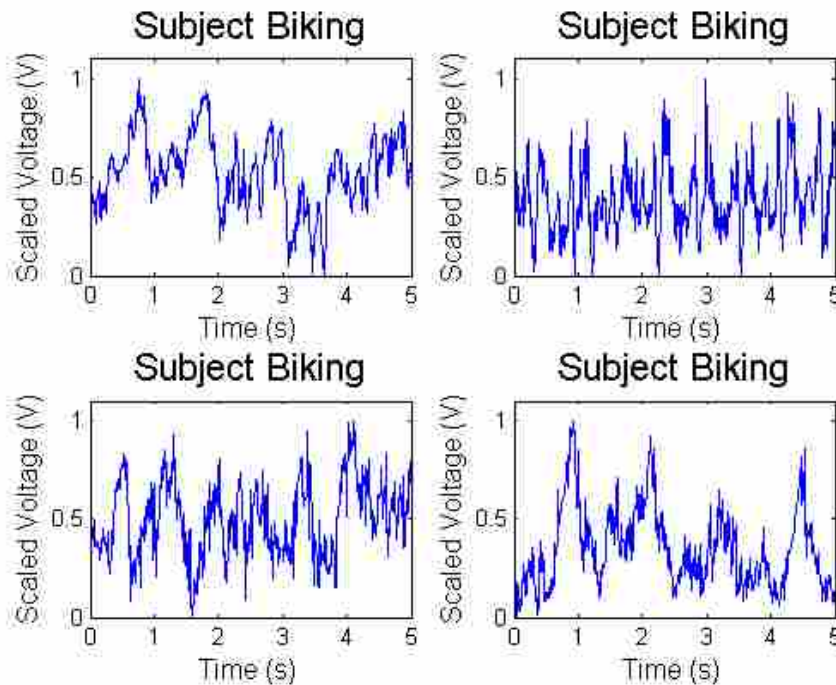 Subject Biking
Scaled Voltage (V)
1
0.5
0
0 1 2 3 4 5
Time (s)
Subject Biking
Scaled Voltage (V)
1
0.5
0
0 1 2 3 4 5
Time (s)
Subject Biking
Scaled Voltage (V)
1
0.5
0
0 1 2 3 4 5
Time (s)
Subject Biking
Scaled Voltage (V)
1
0.5
0
0 1 2 3 4 5
Time (s)